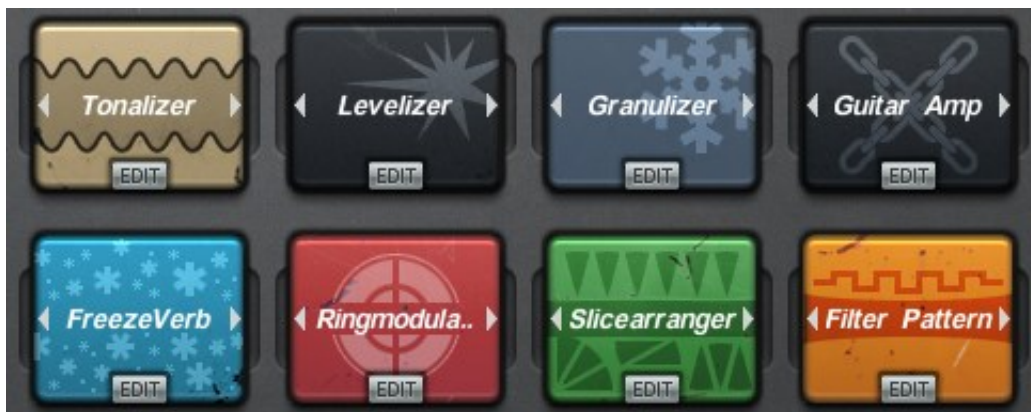 Tonalizer
EDIT
Levelizer
EDIT
Granulizer
EDIT
Guitar Amp
EDIT
FreezeVerb
EDIT
Ringmodula..
EDIT
Slicearranger
EDIT
Filter Pattern
EDIT